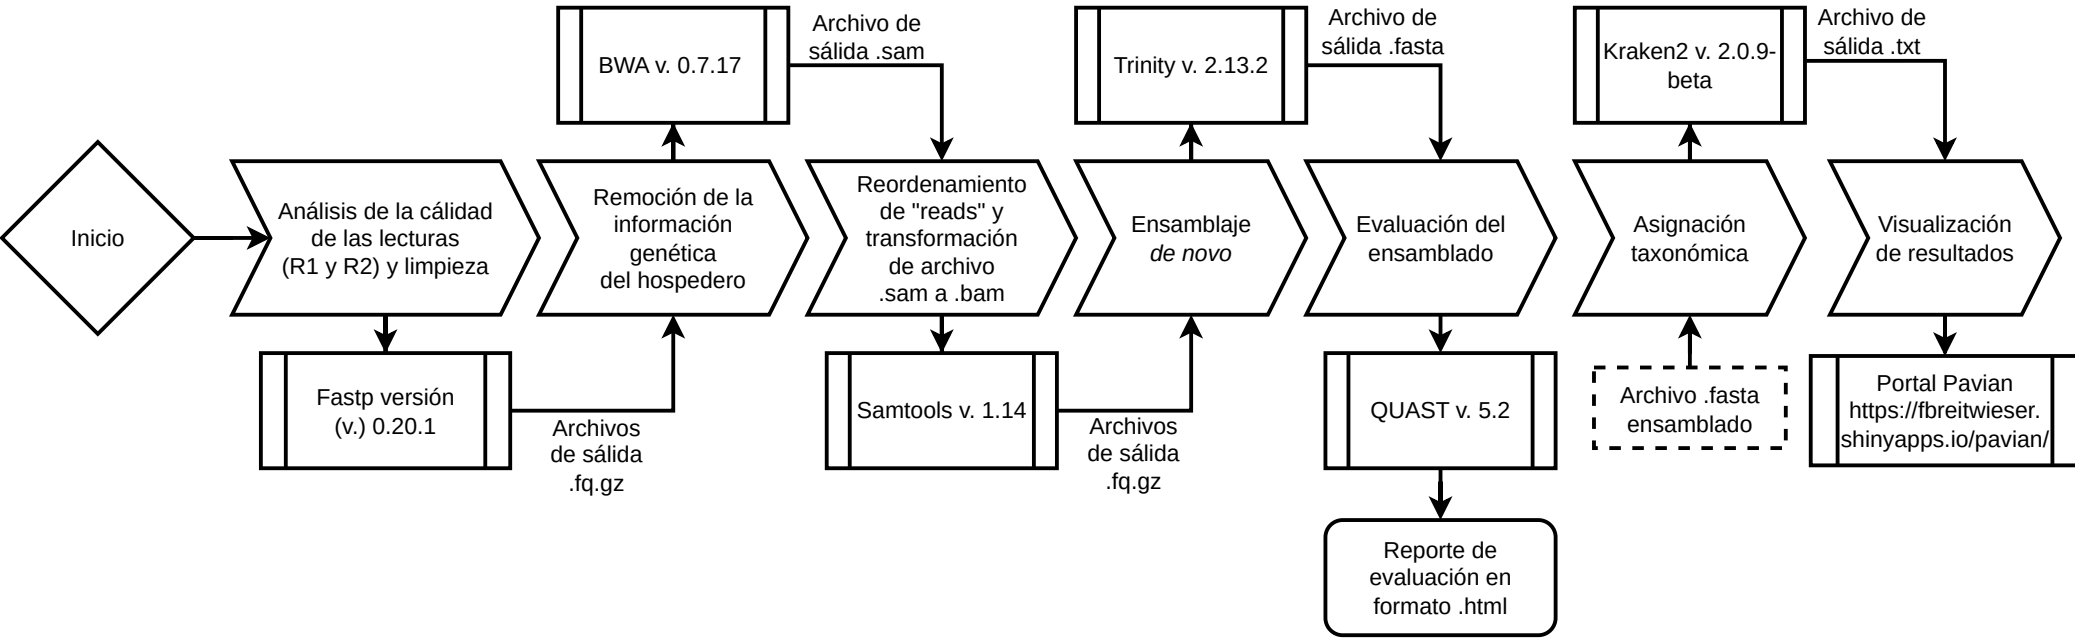 Inicio
Análisis de la cálidad
de las lecturas
(R1 y R2) y limpieza
Fastp versión
(v.) 0.20.1
Archivos
de sálida
.fq.gz
Remoción de la
información
genética
del hospedero
BWA v. 0.7.17
Archivo de
sálida .sam
Reordenamiento
de "reads" y
transformación
de archivo
.sam a .bam
Samtools v. 1.14
Archivos
de sálida
.fq.gz
Ensamblaje
de novo
Trinity v. 2.13.2
Archivo de
sálida .fasta
Evaluación del
ensamblado
QUAST v. 5.2
Reporte de
evaluación en
formato .html
Archivo .fasta
ensamblado
Asignación
taxonómica
Kraken2 v. 2.0.9-
beta
Archivo de
sálida .txt
Visualización
de resultados
Portal Pavian
https://fbreitwieser.
shinyapps.io/pavian/